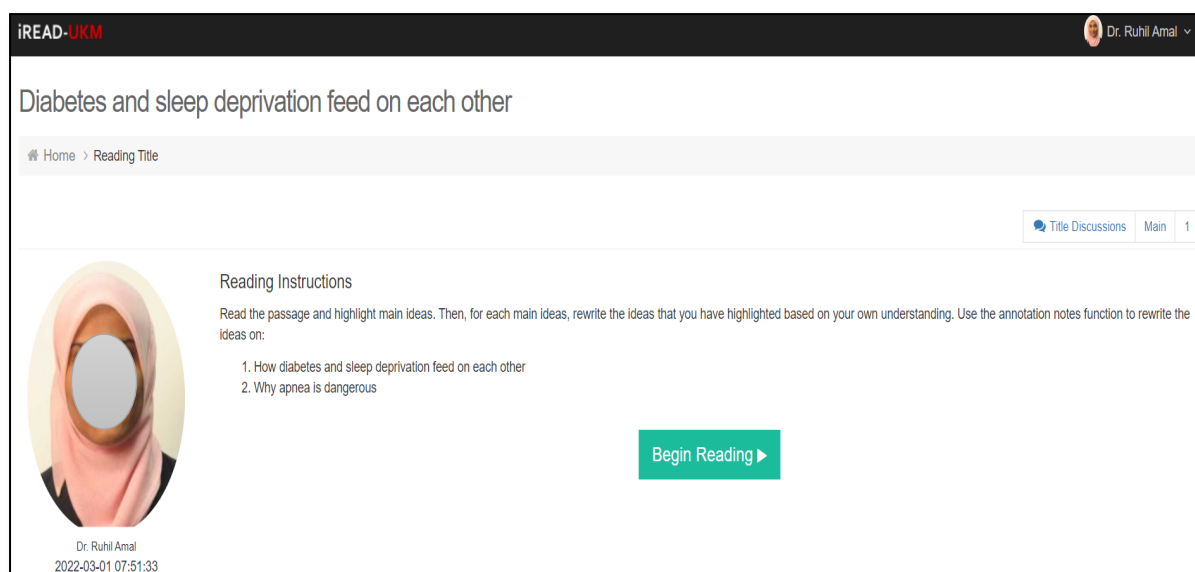 iREAD-UKM
Dr. Ruhil Amal
Diabetes and sleep deprivation feed on each other
Home > Reading Title
Title Discussions Main 1
Reading Instructions
Read the passage and highlight main ideas. Then, for each main ideas, rewrite the ideas that you have highlighted based on your own understanding. Use the annotation notes function to rewrite the
ideas on:
1. How diabetes and sleep deprivation feed on each other
2. Why apnea is dangerous
Begin Reading
Dr. Ruhil Amal
2022-03-01 07:51:33